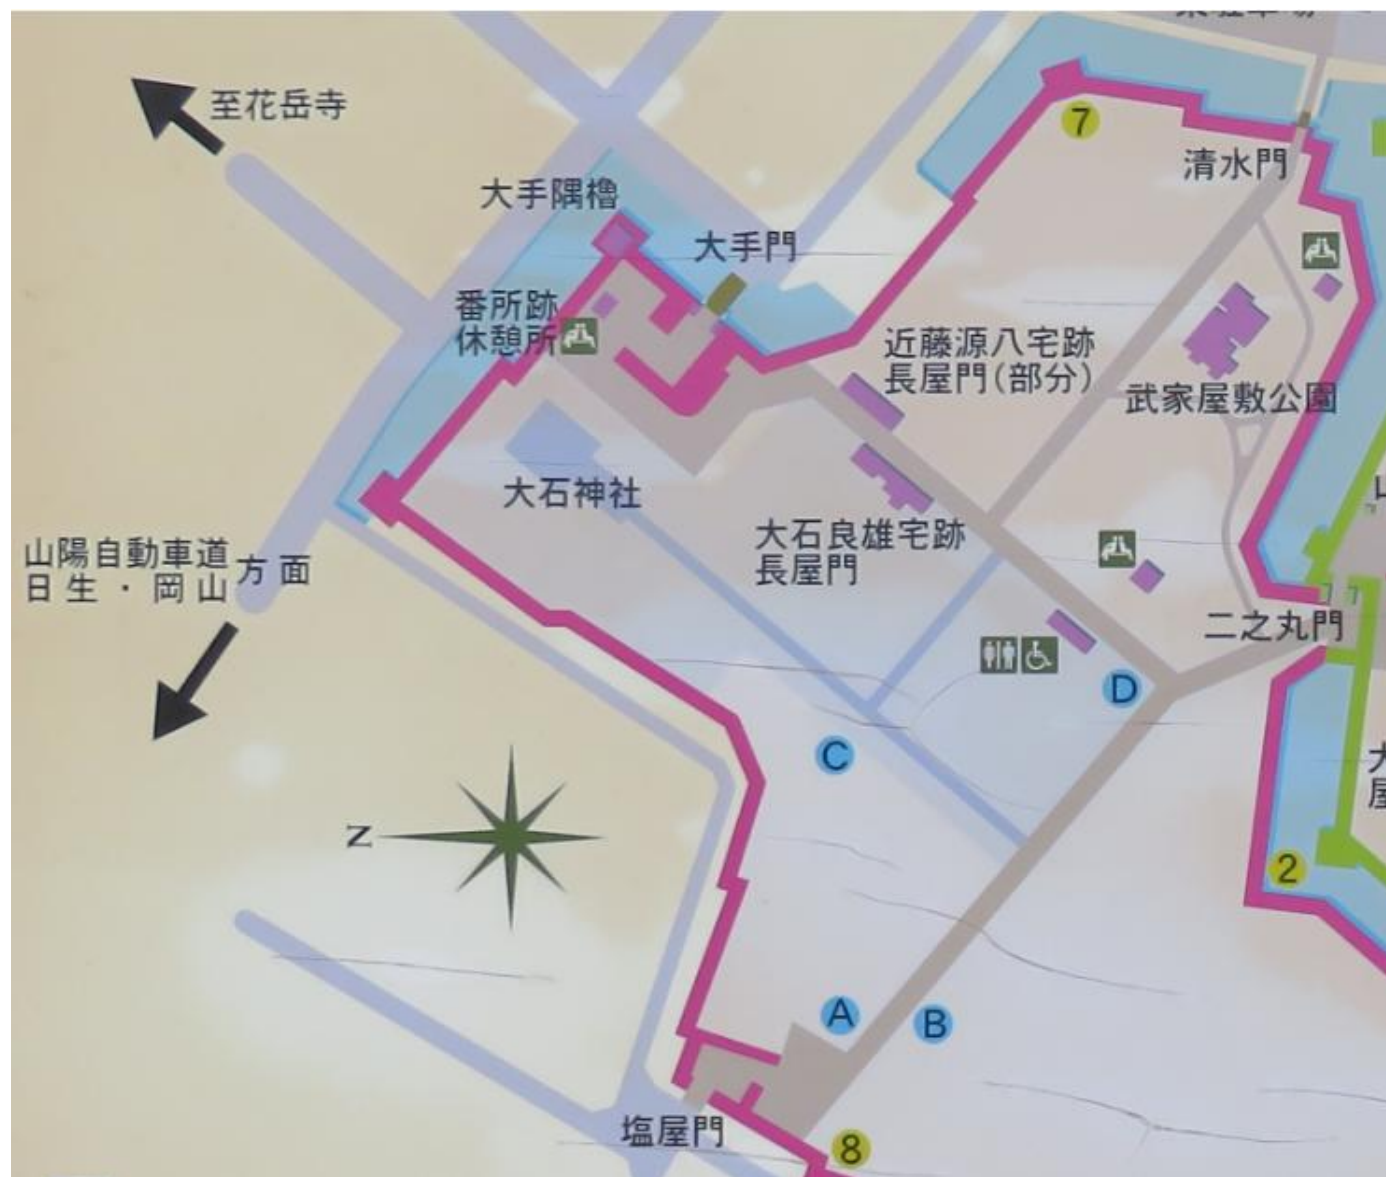 至花岳寺
7
清水門
大手隅櫓
大手門
番所跡
休憩所
近藤源八宅跡
長屋門(部分)
武家屋敷公園
大石神社
大石良雄宅跡
長屋門
山陽自動車道
日生・岡山
方面
二之丸門
D
C
N
2
A
B
塩屋門
8